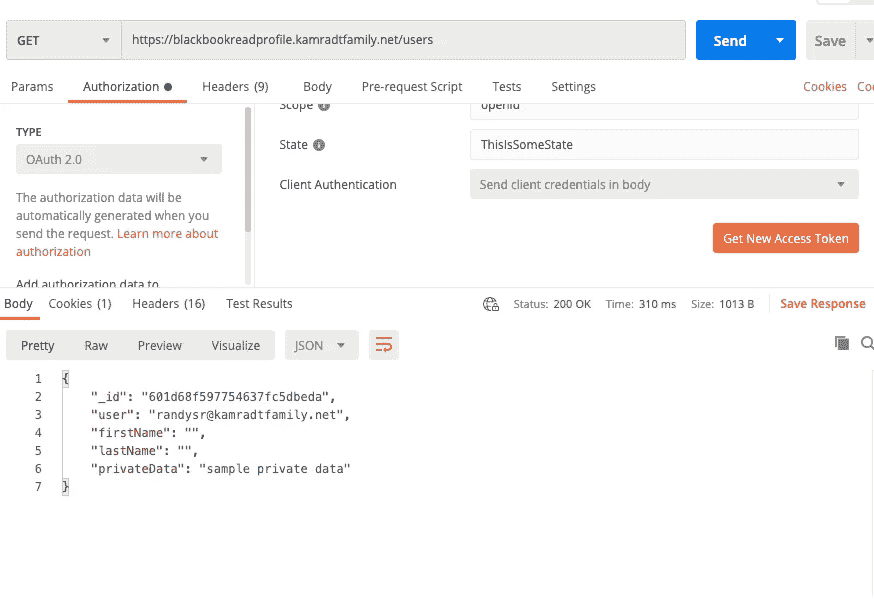 GET
https://blackbookreadprofile.kamradtfamily.net/users
Send
Save
Params
Authorization
Headers (9)
Body
Pre-request Script
Tests
Settings
Cookies
Co
TYPE
OAuth 2.0
The authorization data will be
automatically generated when you
send the request. Learn more about
authorization
Add authorization data to
Scope
openid
State
ThisIsSomeState
Client Authentication
Send client credentials in body
Get New Access Token
Body
Cookies (1)
Headers (16)
Test Results
Status: 200 OK
Time: 310 ms
Size: 1013 B
Save Response
Pretty
Raw
Preview
Visualize
JSON
1 {
2 "_id": "601d68f597754637fc5dbeda",
3 "user": "randysr@kamradtfamily.net",
4 "firstName": "",
5 "lastName": "",
6 "privateData": "sample private data"
7 }